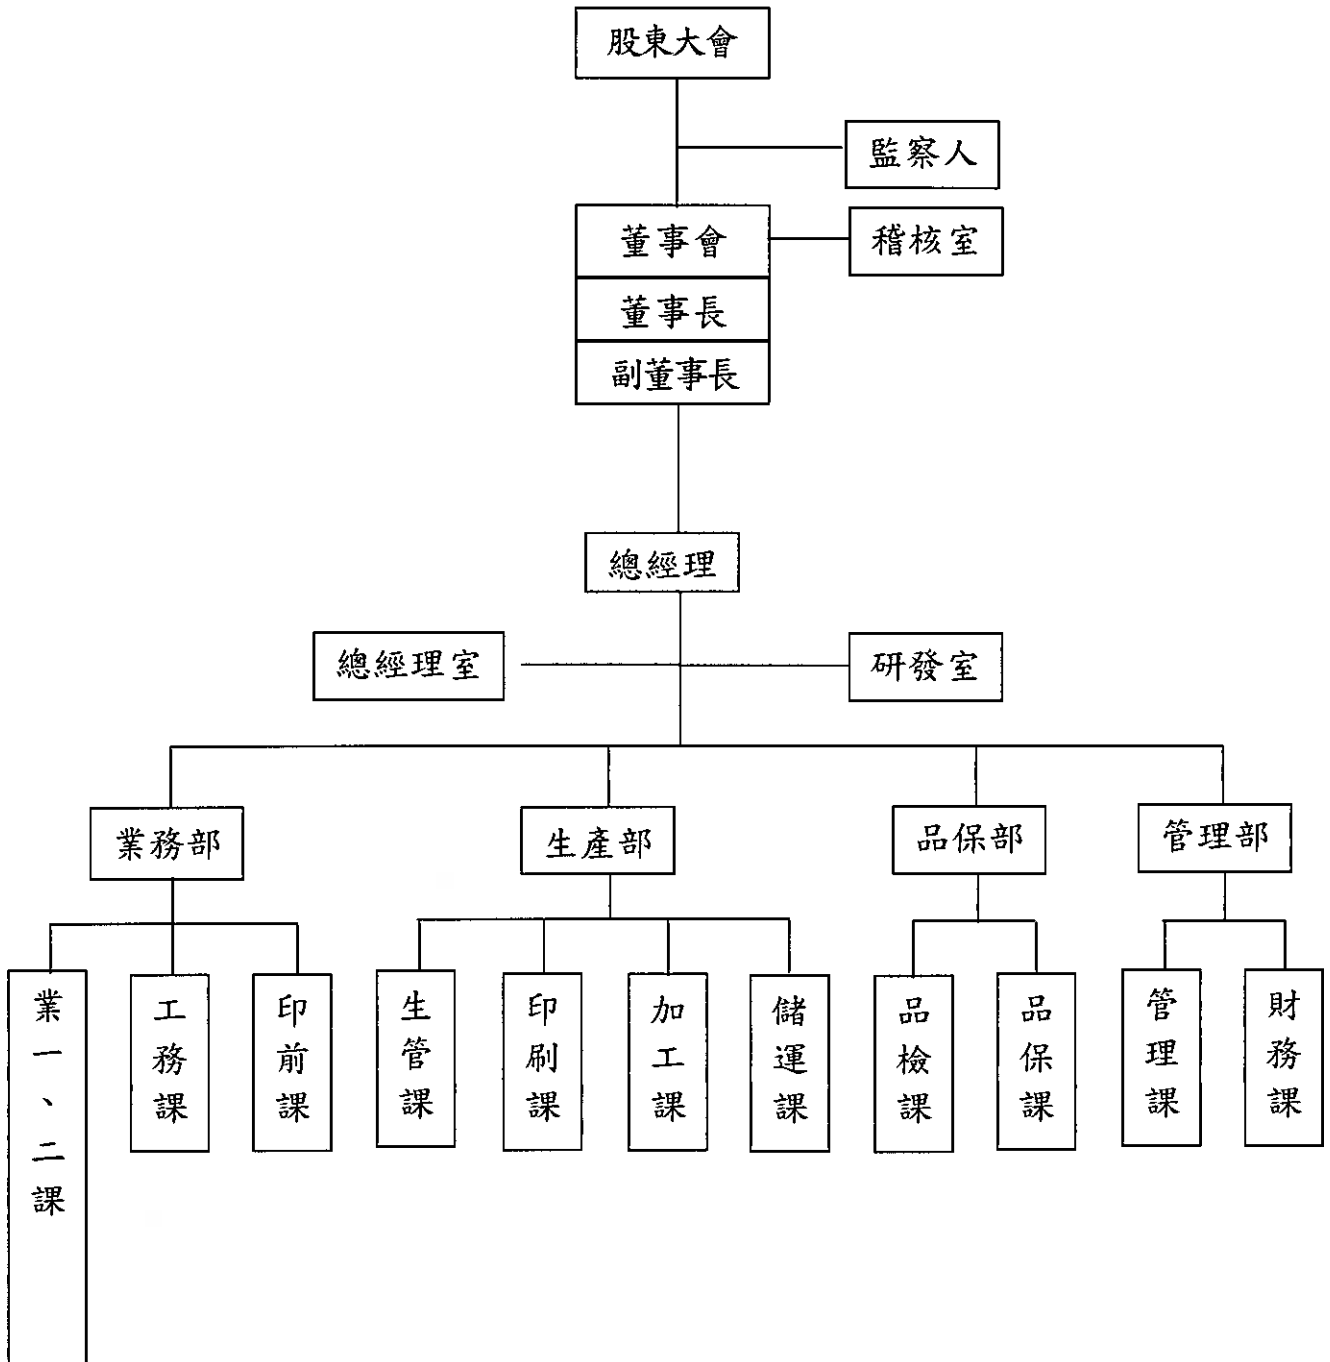 股東大會
監察人
董事會
稽核室
董事長
副董事長
總經理
總經理室
研發室
業務部
生產部
品保部
管理部
業一、二課
工務課
印前課
生管課
印刷課
加工課
儲運課
品檢課
品保課
管理課
財務課